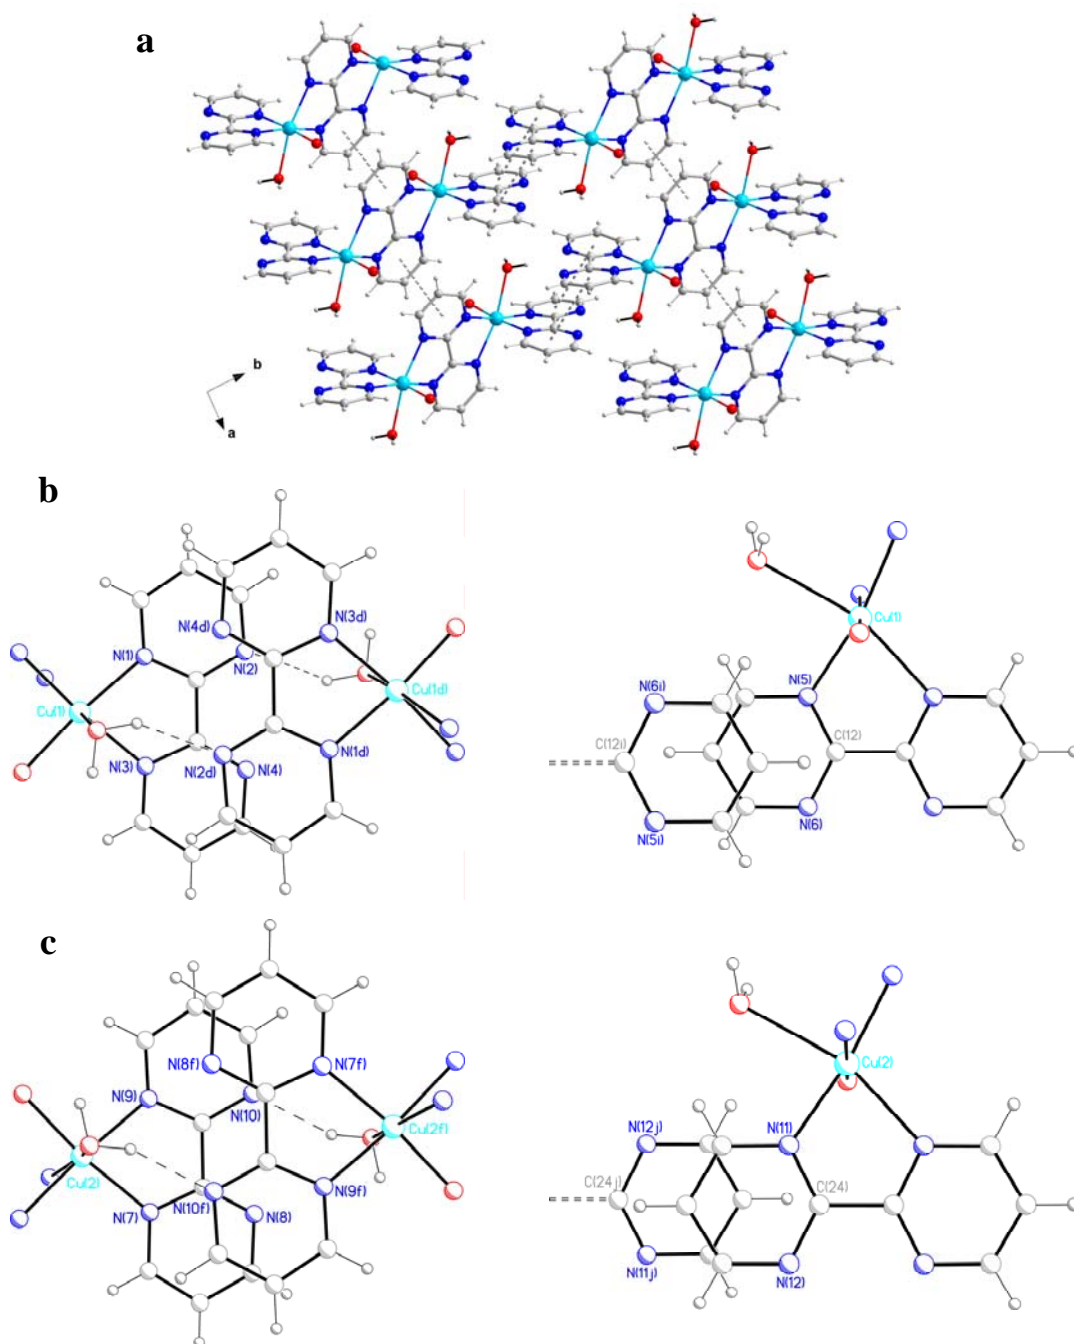 a
b
a
b
N(4d)
N(3d)
N(1)
N(2)
Cu(1)
Cu(1d)
N(3)
N(2d)
N(4)
N(1d)
Cu(1)
N(6i)
N(5)
C(12i)
C(12)
N(5i)
N(6)
c
N(8f)
N(7f)
N(9)
N(10)
Cu(2)
Cu(2f)
N(7)
N(10f)
N(8)
N(9f)
Cu(2)
N(12j)
N(11)
C(24j)
C(24)
N(11j)
N(12)